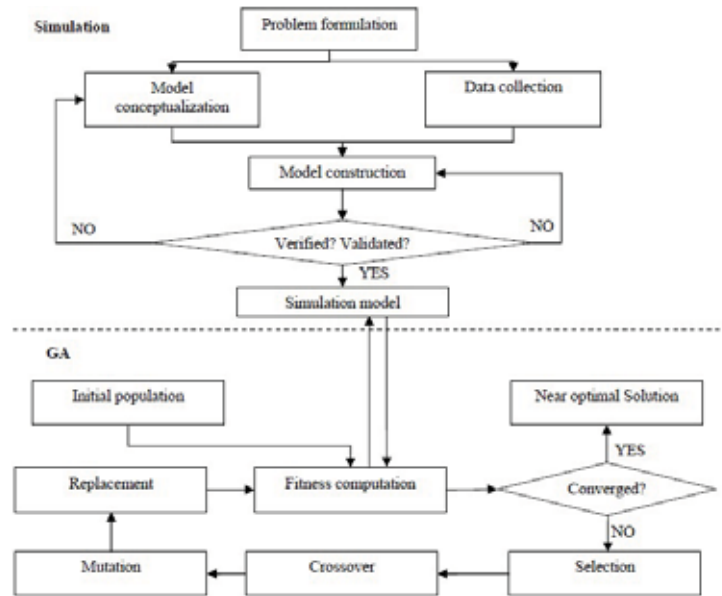 Simulation
Problem formulation
Model
conceptualization
Data collection
Model construction
NO
NO
Verified? Validated?
YES
Simulation model
GA
Initial population
Near optimal Solution
YES
Replacement
Fitness computation
Converged?
NO
Mutation
Crossover
Selection